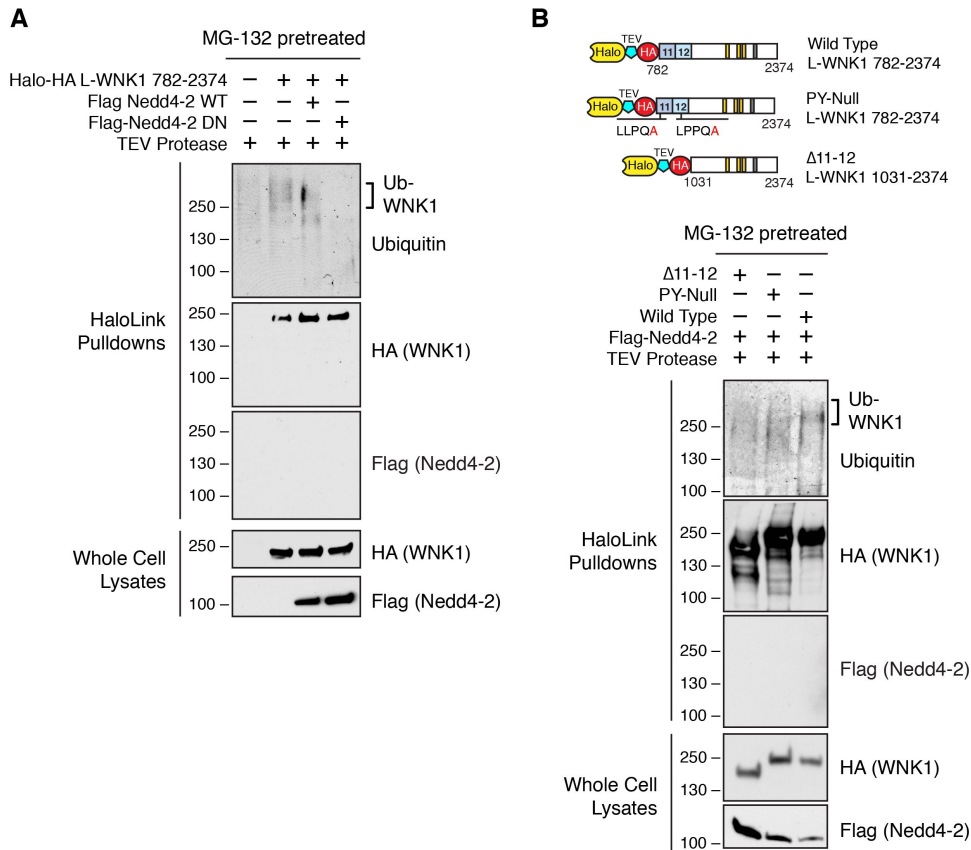 A
MG-132 pretreated
Halo-HA L-WNK1 782-2374 – + + +
Flag Nedd4-2 WT – – + –
Flag-Nedd4-2 DN – – – +
TEV Protease + + + +
HaloLink
Pulldowns
250 –
130 –
100 –
Ub-
WNK1
Ubiquitin
250 –
130 –
100 –
HA (WNK1)
250 –
130 –
100 –
Flag (Nedd4-2)
Whole Cell
Lysates
250 –
HA (WNK1)
100 –
Flag (Nedd4-2)
B
TEV
Halo HA 11 12
782 2374
Wild Type
L-WNK1 782-2374
TEV
Halo HA 11 12
LLPQA LPPQA 2374
PY-Null
L-WNK1 782-2374
TEV
Halo HA
1031 2374
Δ11-12
L-WNK1 1031-2374
MG-132 pretreated
Δ11-12 + – –
PY-Null – + –
Wild Type – – +
Flag-Nedd4-2 + + +
TEV Protease + + +
HaloLink
Pulldowns
250 –
130 –
100 –
Ub-
WNK1
Ubiquitin
250 –
130 –
100 –
HA (WNK1)
250 –
130 –
100 –
Flag (Nedd4-2)
Whole Cell
Lysates
250 –
130 –
HA (WNK1)
100 –
Flag (Nedd4-2)